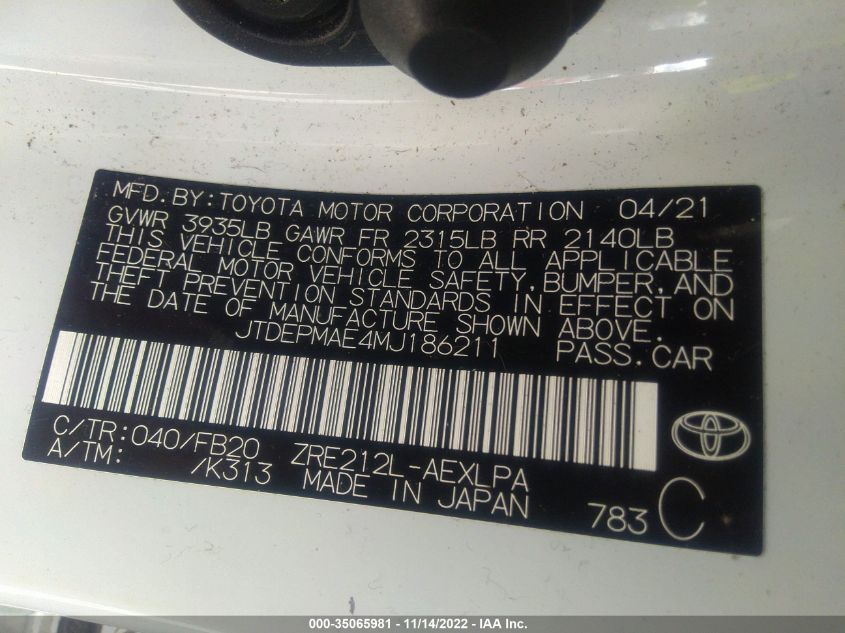 MFD. BY: TOYOTA MOTOR CORPORATION 04/21
GVWR 3935LB GAWR FR 2315LB RR 2140LB
THIS VEHICLE CONFORMS TO ALL APPLICABLE
FEDERAL MOTOR VEHICLE SAFETY, BUMPER, AND
THEFT PREVENTION STANDARDS IN EFFECT ON
THE DATE OF MANUFACTURE SHOWN ABOVE.
JTDEPMAE4MJ186211 PASS. CAR
C/TR: 040/FB20 ZRE212L-AEXLPA
A/TM: /K313 MADE IN JAPAN 783 C
000-35065981 - 11/14/2022 - IAA Inc.